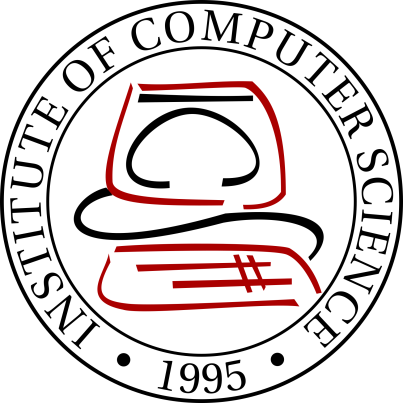 INSTITUTE OF COMPUTER SCIENCE
• 1995 •